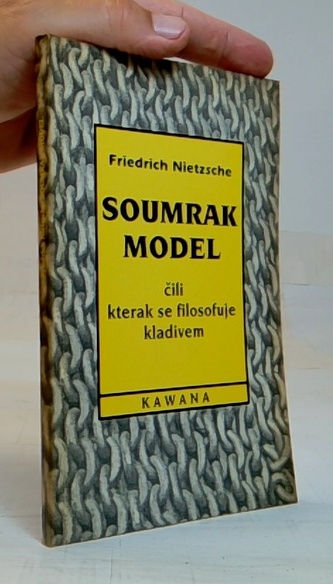 Friedrich Nietzsche
SOUMRAK
MODEL
čili
kterak se filosofuje
kladivem
KAWANA